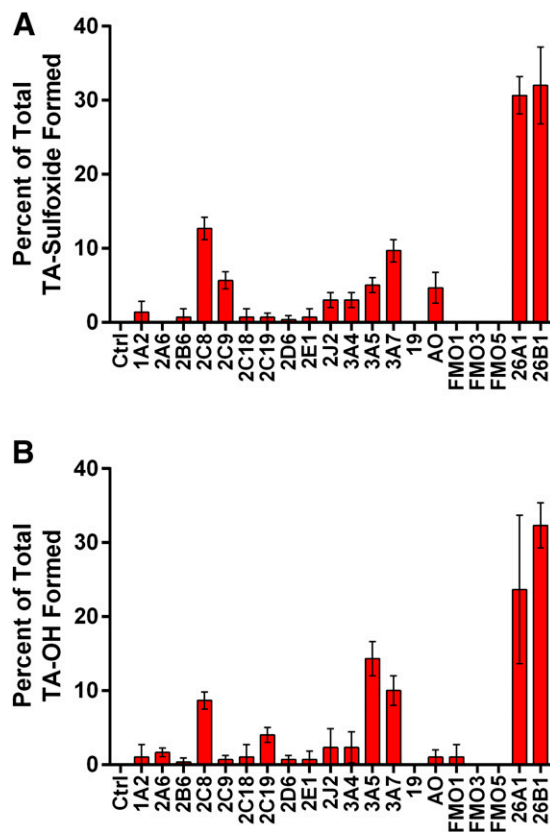 A
Percent of Total
TA-Sulfoxide Formed
40
30
20
10
0
Ctrl
1A2
2A6
2B6
2C8
2C9
2C18
2C19
2D6
2E1
2J2
3A4
3A5
3A7
19
AO
FMO1
FMO3
FMO5
26A1
26B1
B
Percent of Total
TA-OH Formed
40
30
20
10
0
Ctrl
1A2
2A6
2B6
2C8
2C9
2C18
2C19
2D6
2E1
2J2
3A4
3A5
3A7
19
AO
FMO1
FMO3
FMO5
26A1
26B1